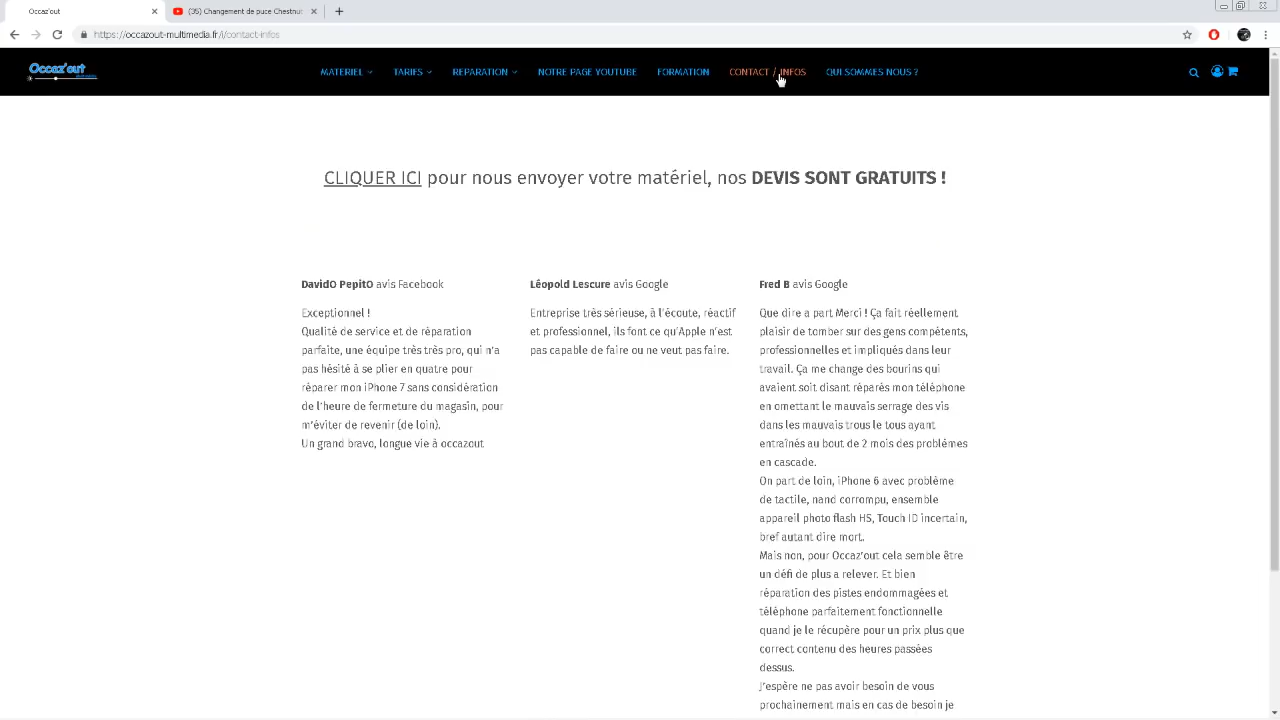 Occaz'out
(35) Changement de puce Chestnut
https://occazout-multimedia.fr/i/contact-infos
Occaz'out
MATERIEL
TARIFS
REPARATION
NOTRE PAGE YOUTUBE
FORMATION
CONTACT / INFOS
QUI SOMMES NOUS ?
CLIQUER ICI pour nous envoyer votre matériel, nos DEVIS SONT GRATUITS !
DavidO PepitO avis Facebook
Exceptionnel !
Qualité de service et de réparation
parfaite, une équipe très très pro, qui n'a
pas hésité à se plier en quatre pour
réparer mon iPhone 7 sans considération
de l'heure de fermeture du magasin, pour
m'éviter de revenir (de loin).
Un grand bravo, longue vie à occazout
Léopold Lescure avis Google
Entreprise très sérieuse, à l'écoute, réactif
et professionnel, ils font ce qu'Apple n'est
pas capable de faire ou ne veut pas faire.
Fred B avis Google
Que dire a part Merci ! Ça fait réellement
plaisir de tomber sur des gens compétents,
professionnelles et impliqués dans leur
travail. Ça me change des bourins qui
avaient soit disant réparés mon téléphone
en omettant le mauvais serrage des vis
dans les mauvais trous le tous ayant
entraînés au bout de 2 mois des problèmes
en cascade.
On part de loin, iPhone 6 avec problème
de tactile, nand corrompu, ensemble
appareil photo flash HS, Touch ID incertain,
bref autant dire mort.
Mais non, pour Occaz'out cela semble être
un défi de plus a relever. Et bien
réparation des pistes endommagées et
téléphone parfaitement fonctionnelle
quand je le récupère pour un prix plus que
correct contenu des heures passées
dessus.
J'espère ne pas avoir besoin de vous
prochainement mais en cas de besoin je